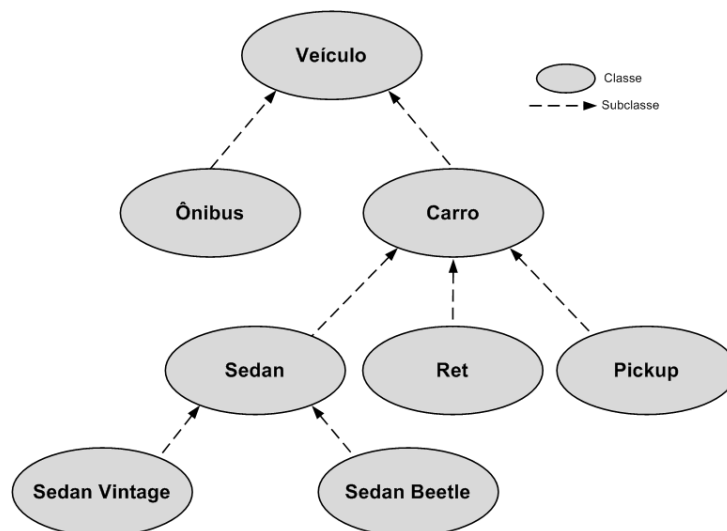 Veículo
Classe
Subclasse
Ônibus
Carro
Sedan
Ret
Pickup
Sedan Vintage
Sedan Beetle